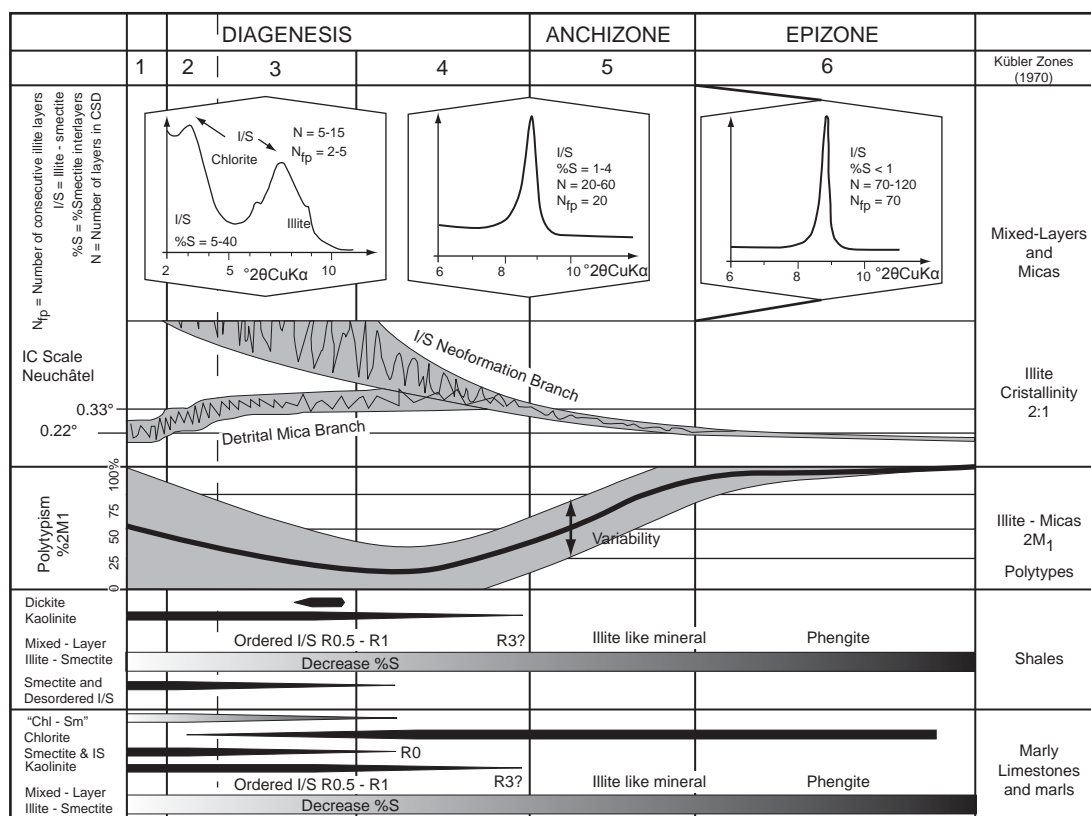 DIAGENESIS
ANCHIZONE
EPIZONE
1
2
3
4
5
6
Kübler Zones
(1970)
Nfp = Number of consecutive illite layers
I/S = Illite - smectite
%S = %Smectite interlayers
N = Number of layers in CSD
I/S
Chlorite
N = 5-15
Nfp = 2-5
Illite
I/S
%S = 5-40
2
5
10
°2θCuKα
I/S
%S = 1-4
N = 20-60
Nfp = 20
6
8
10
°2θCuKα
I/S
%S < 1
N = 70-120
Nfp = 70
6
8
10
°2θCuKα
Mixed-Layers
and
Micas
IC Scale
Neuchâtel
0.33°
0.22°
I/S Neoformation Branch
Detrital Mica Branch
Illite
Cristallinity
2:1
Polytypism
%2M1
0
25
50
75
100%
Variability
Illite - Micas
2M1
Polytypes
Dickite
Kaolinite
Mixed - Layer
Illite - Smectite
Smectite and
Desordered I/S
Ordered I/S R0.5 - R1
R3?
Illite like mineral
Phengite
Decrease %S
Shales
"Chl - Sm"
Chlorite
Smectite & IS
Kaolinite
Mixed - Layer
Illite - Smectite
R0
R3?
Ordered I/S R0.5 - R1
Illite like mineral
Phengite
Decrease %S
Marly
Limestones
and marls